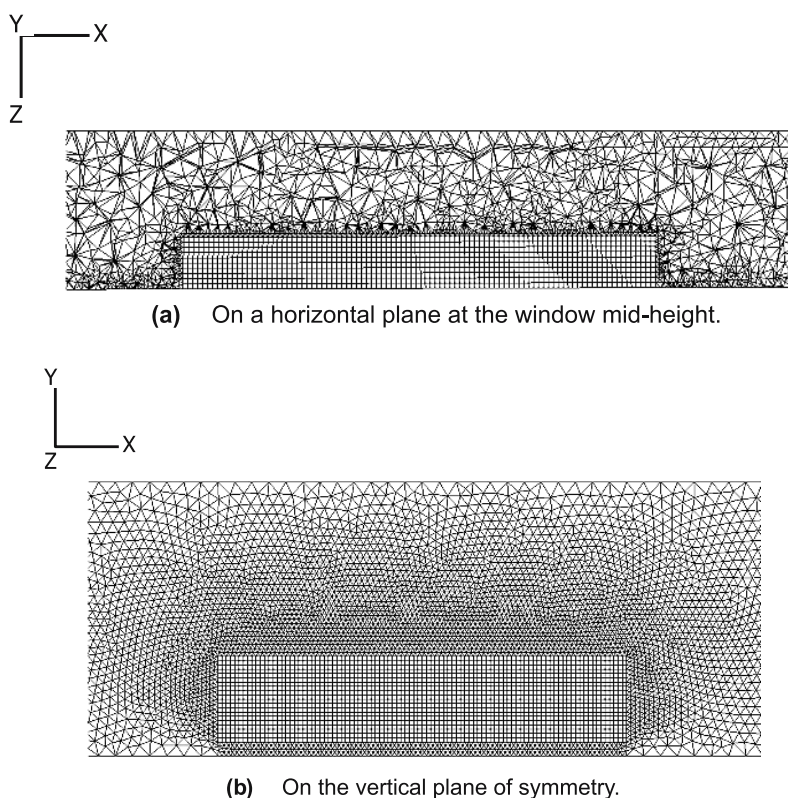 Y
X
Z
(a) On a horizontal plane at the window mid-height.
Y
X
Z
(b) On the vertical plane of symmetry.